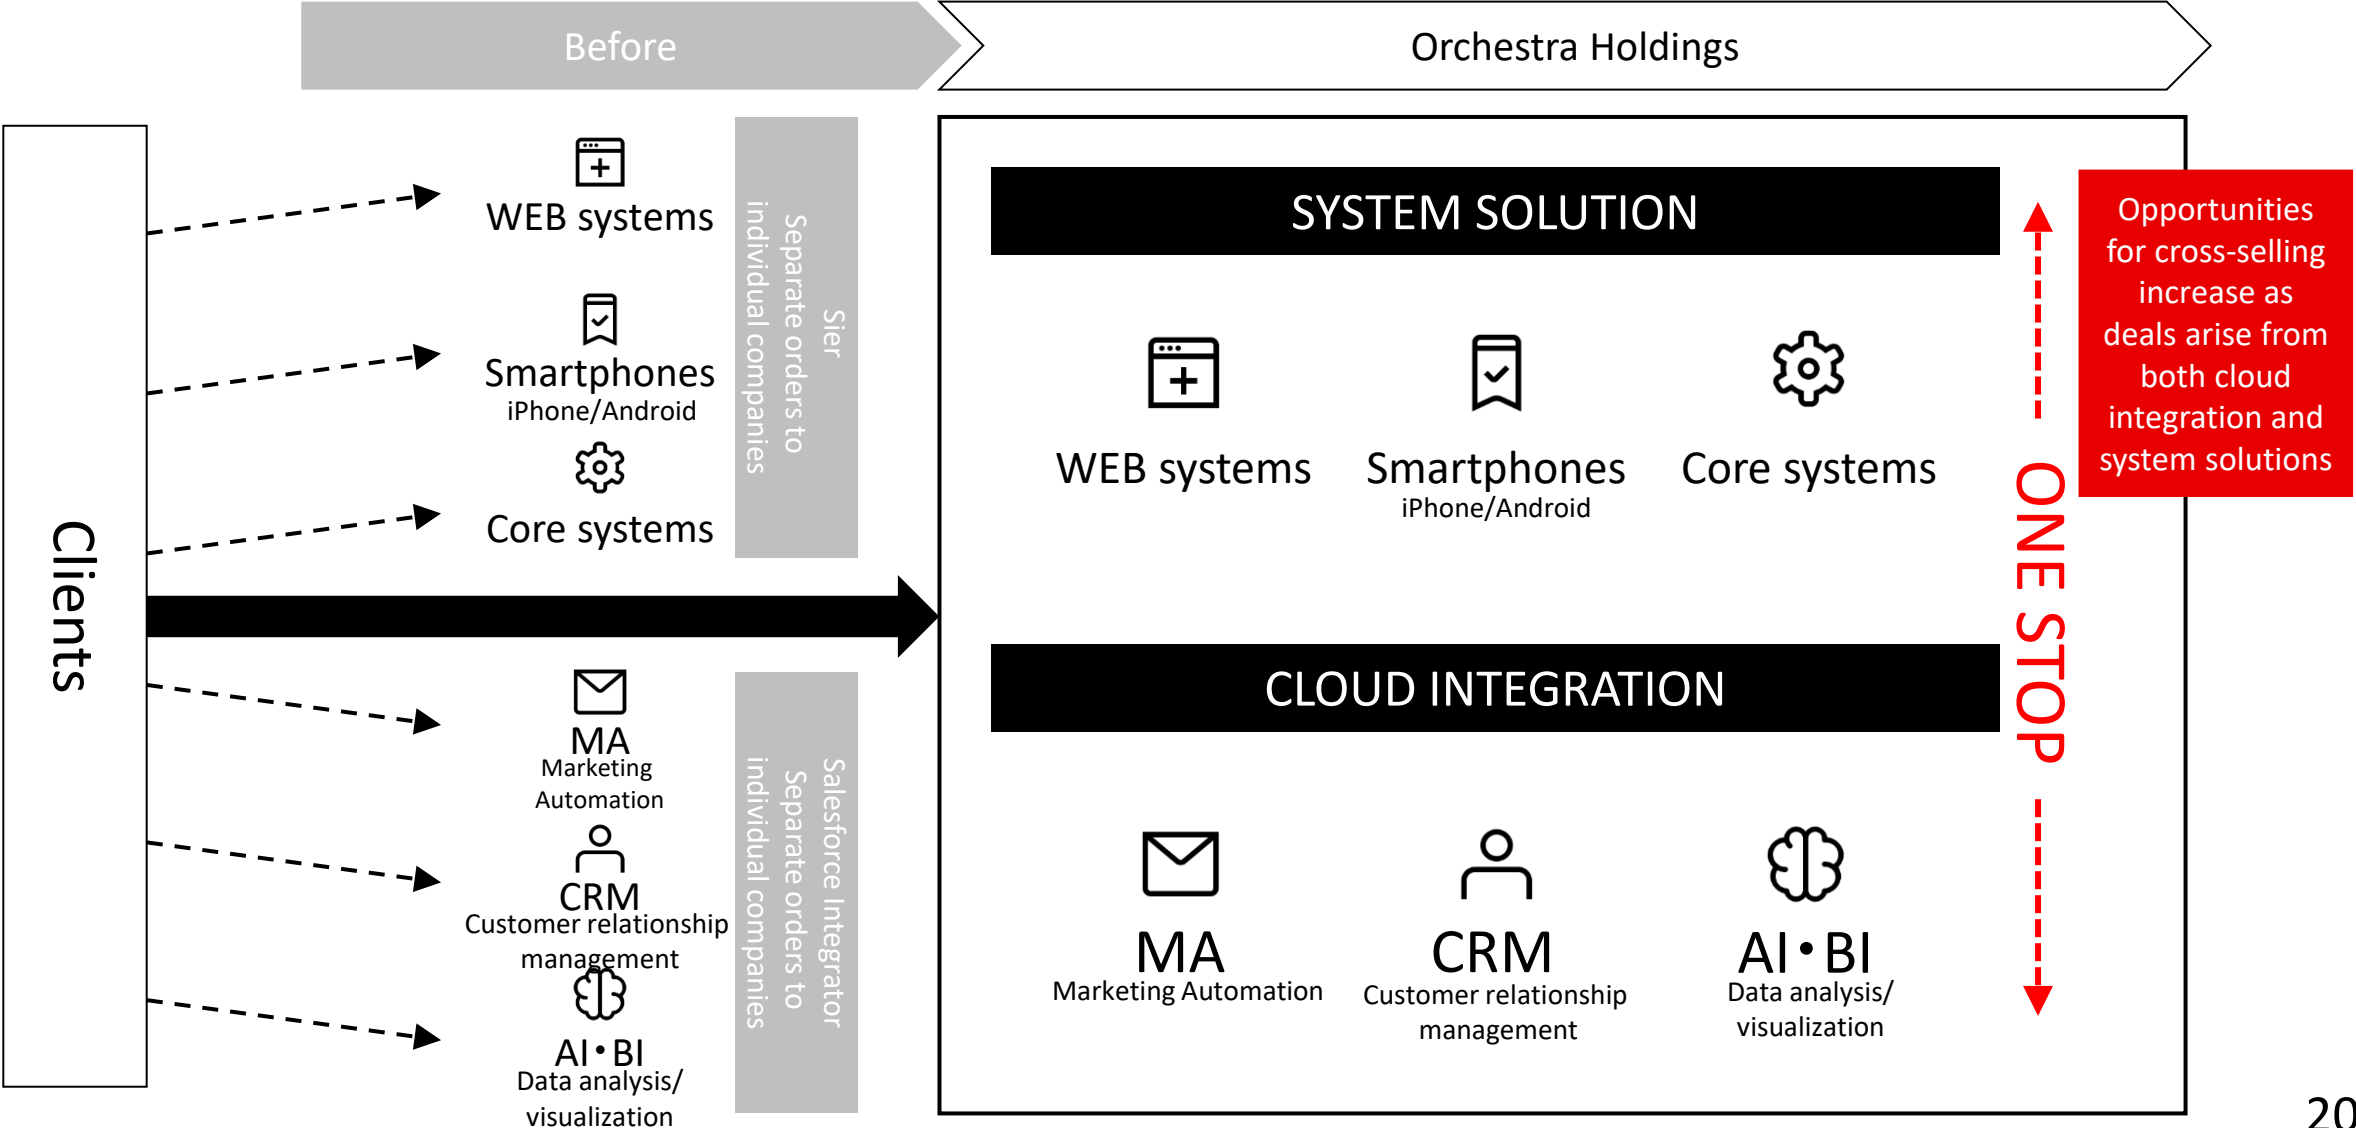 Before
Orchestra Holdings
Clients
WEB systems
Smartphones
iPhone/Android
Core systems
Sier
Separate orders to
individual companies
MA
Marketing
Automation
CRM
Customer relationship
management
AI・BI
Data analysis/
visualization
Salesforce Integrator
Separate orders to
individual companies
SYSTEM SOLUTION
WEB systems
Smartphones
iPhone/Android
Core systems
CLOUD INTEGRATION
MA
Marketing Automation
CRM
Customer relationship
management
AI・BI
Data analysis/
visualization
ONE STOP
Opportunities
for cross-selling
increase as
deals arise from
both cloud
integration and
system solutions
20